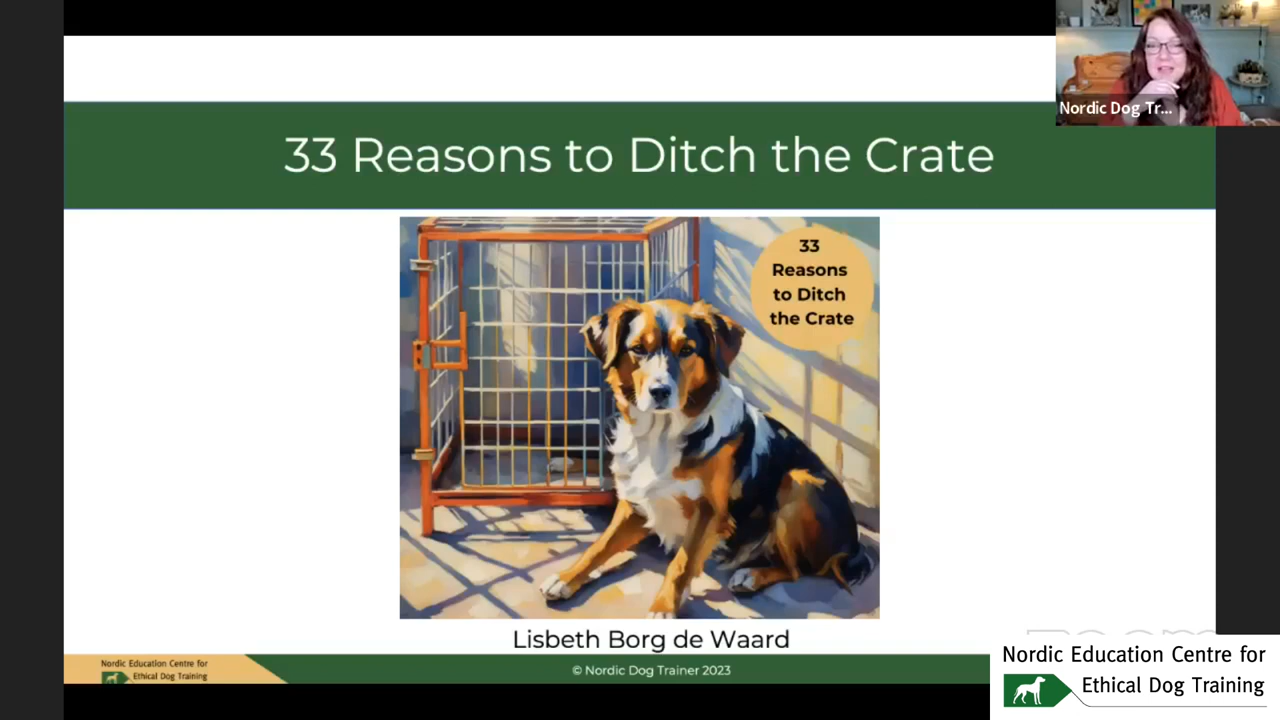 Nordic Dog Tr...
33 Reasons to Ditch the Crate
33
Reasons
to Ditch
the Crate
Lisbeth Borg de Waard
Nordic Education Centre for
Ethical Dog Training
© Nordic Dog Trainer 2023
zoom
Nordic Education Centre for
Ethical Dog Training